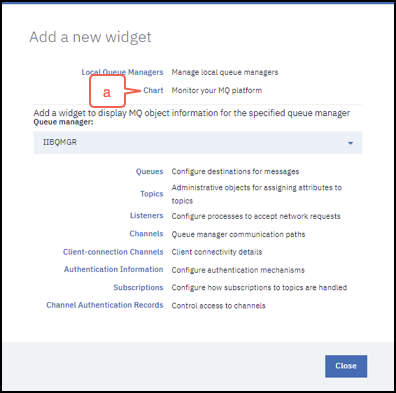 Add a new widget
Local Queue Managers Manage local queue managers
a
Chart Monitor your MQ platform
Add a widget to display MQ object information for the specified queue manager
Queue manager:
IIBQMGR
Queues Configure destinations for messages
Topics Administrative objects for assigning attributes to
topics
Listeners Configure processes to accept network requests
Channels Queue manager communication paths
Client-connection Channels Client connectivity details
Authentication Information Configure authentication mechanisms
Subscriptions Configure how subscriptions to topics are handled
Channel Authentication Records Control access to channels
Close